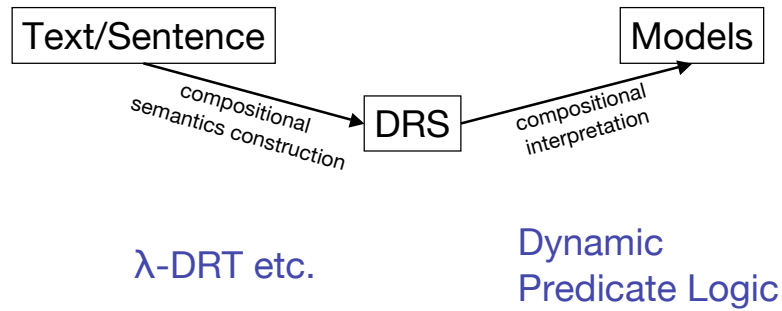 Text/Sentence
Models
compositional
semantics construction
DRS
compositional
interpretation
λ-DRT etc.
Dynamic
Predicate Logic